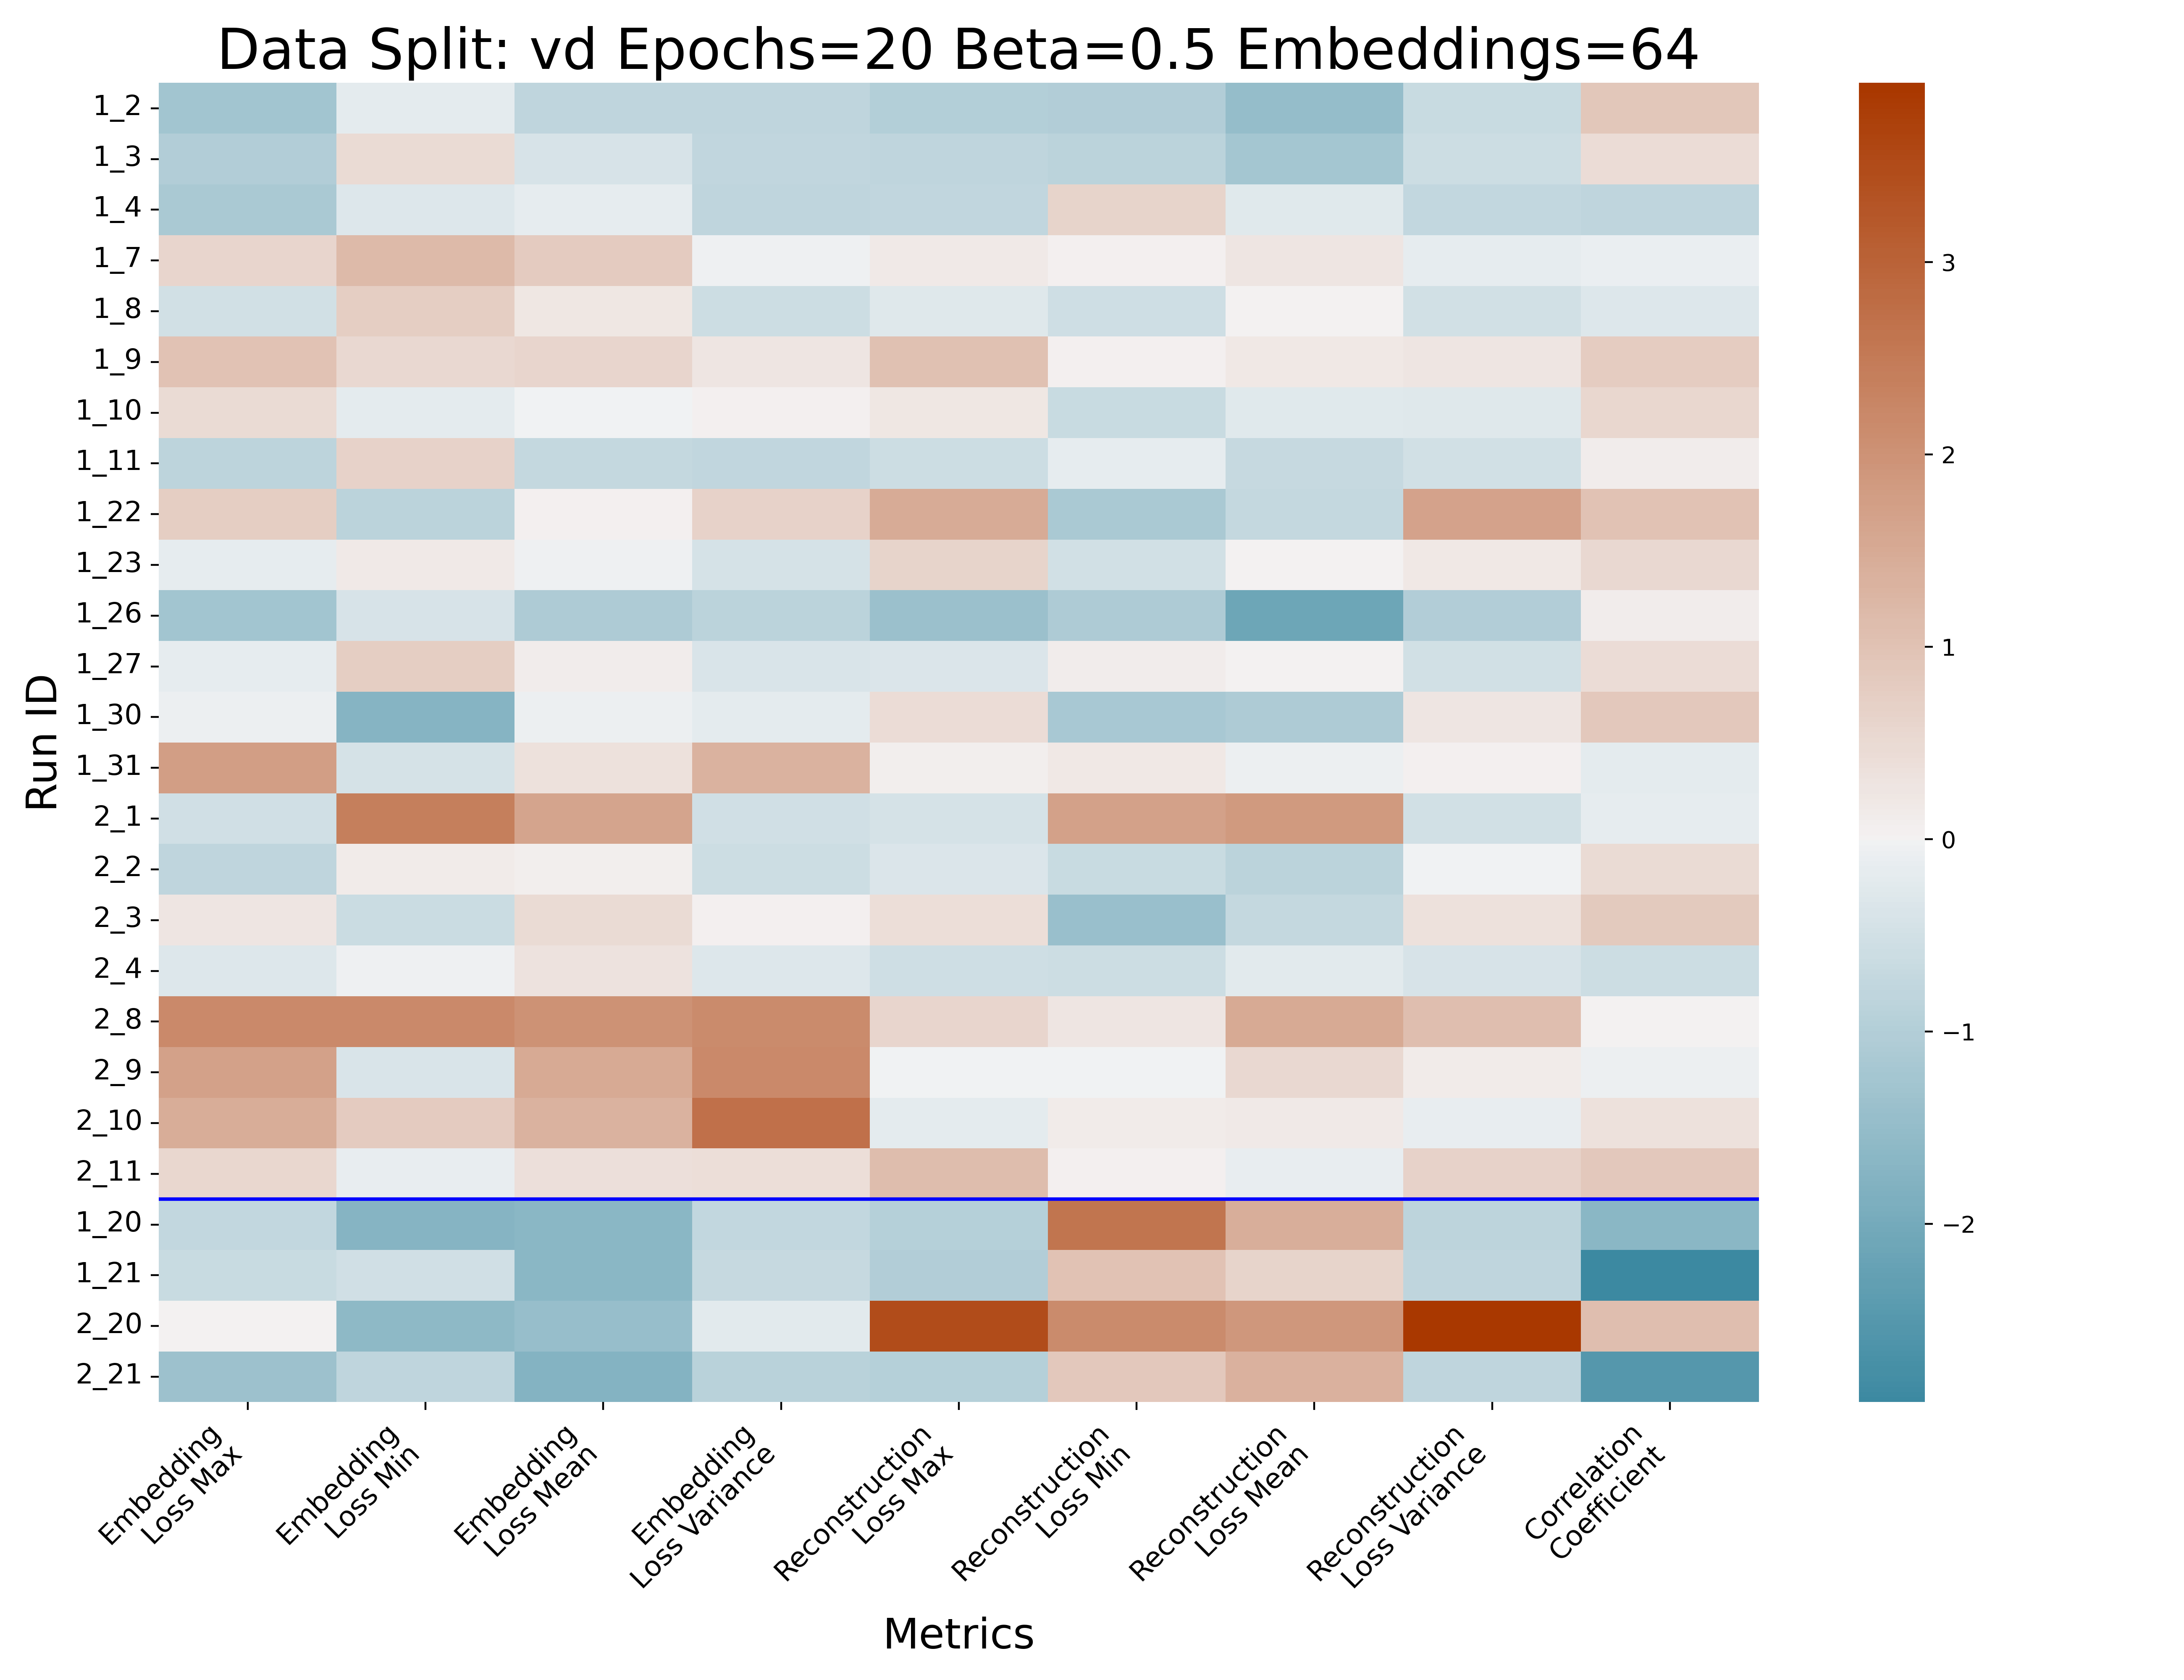 Data Split: vd Epochs=20 Beta=0.5 Embeddings=64
Run ID
1_2
1_3
1_4
1_7
1_8
1_9
1_10
1_11
1_22
1_23
1_26
1_27
1_30
1_31
2_1
2_2
2_3
2_4
2_8
2_9
2_10
2_11
1_20
1_21
2_20
2_21
3
2
1
0
−1
−2
Embedding
Loss Max
Embedding
Loss Min
Embedding
Loss Mean
Embedding
Loss Variance
Reconstruction
Loss Max
Reconstruction
Loss Min
Reconstruction
Loss Mean
Reconstruction
Loss Variance
Correlation
Coefficient
Metrics